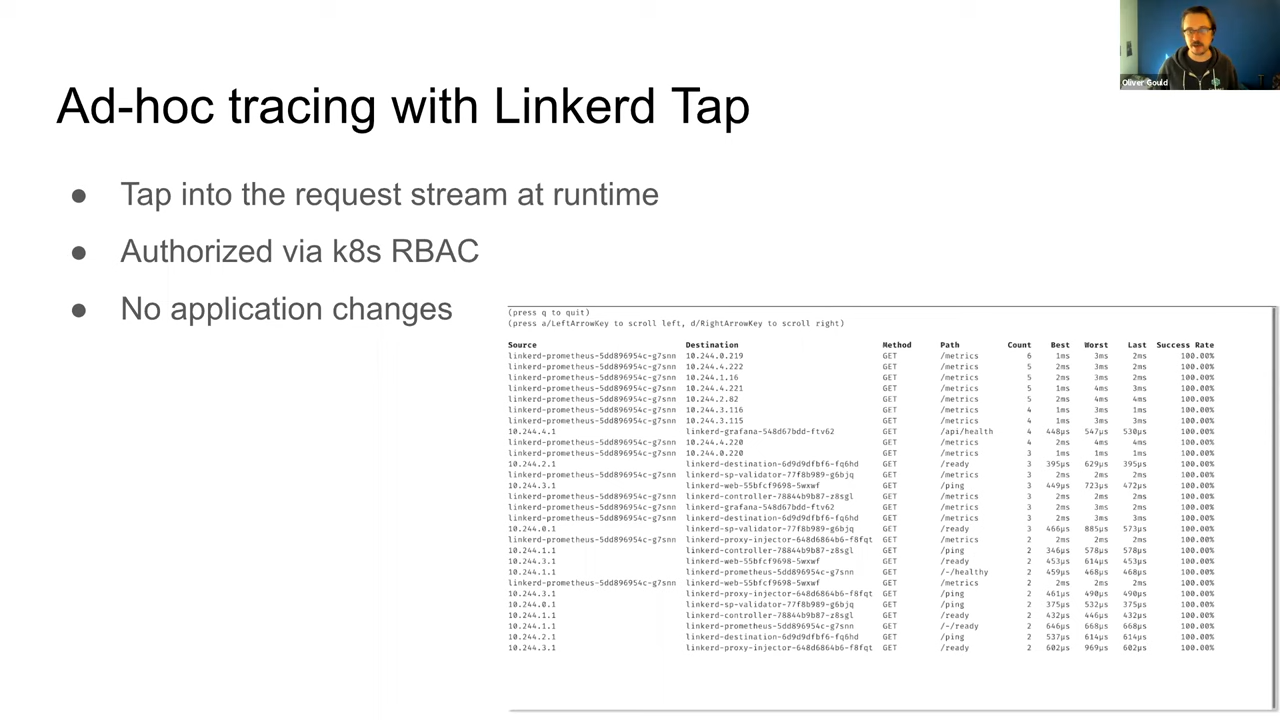 Oliver Gould
Ad-hoc tracing with Linkerd Tap
● Tap into the request stream at runtime
● Authorized via k8s RBAC
● No application changes
(press q to quit)
(press a/LeftArrowKey to scroll left, d/RightArrowKey to scroll right)
Source Destination Method Path Count Best Worst Last Success Rate
linkerd-prometheus-5dd896954c-g7snn 10.244.0.219 GET /metrics 6 1ms 3ms 2ms 100.00%
linkerd-prometheus-5dd896954c-g7snn 10.244.4.222 GET /metrics 5 2ms 3ms 2ms 100.00%
linkerd-prometheus-5dd896954c-g7snn 10.244.1.16 GET /metrics 5 2ms 3ms 2ms 100.00%
linkerd-prometheus-5dd896954c-g7snn 10.244.4.221 GET /metrics 5 1ms 4ms 3ms 100.00%
linkerd-prometheus-5dd896954c-g7snn 10.244.2.82 GET /metrics 5 2ms 4ms 4ms 100.00%
linkerd-prometheus-5dd896954c-g7snn 10.244.3.116 GET /metrics 4 1ms 3ms 1ms 100.00%
linkerd-prometheus-5dd896954c-g7snn 10.244.3.115 GET /metrics 4 1ms 3ms 3ms 100.00%
10.244.4.1 linkerd-grafana-548d67bdd-ftv62 GET /api/health 4 448µs 547µs 530µs 100.00%
linkerd-prometheus-5dd896954c-g7snn 10.244.4.220 GET /metrics 4 2ms 4ms 4ms 100.00%
linkerd-prometheus-5dd896954c-g7snn 10.244.0.220 GET /metrics 3 1ms 1ms 1ms 100.00%
10.244.2.1 linkerd-destination-6d9d9dfbf6-fq6hd GET /ready 3 395µs 629µs 395µs 100.00%
linkerd-prometheus-5dd896954c-g7snn linkerd-sp-validator-77f8b989-g6bjq GET /metrics 3 2ms 2ms 2ms 100.00%
10.244.3.1 linkerd-web-55bfcf9698-5wxwf GET /ping 3 449µs 723µs 472µs 100.00%
linkerd-prometheus-5dd896954c-g7snn linkerd-controller-78844b9b87-z8sgl GET /metrics 3 2ms 2ms 2ms 100.00%
linkerd-prometheus-5dd896954c-g7snn linkerd-grafana-548d67bdd-ftv62 GET /metrics 3 2ms 3ms 2ms 100.00%
linkerd-prometheus-5dd896954c-g7snn linkerd-destination-6d9d9dfbf6-fq6hd GET /metrics 3 2ms 3ms 3ms 100.00%
10.244.0.1 linkerd-sp-validator-77f8b989-g6bjq GET /ready 3 466µs 885µs 573µs 100.00%
linkerd-prometheus-5dd896954c-g7snn linkerd-proxy-injector-648d6864b6-f8fqt GET /metrics 2 2ms 2ms 2ms 100.00%
10.244.1.1 linkerd-controller-78844b9b87-z8sgl GET /ping 2 346µs 578µs 578µs 100.00%
10.244.3.1 linkerd-web-55bfcf9698-5wxwf GET /ready 2 453µs 614µs 453µs 100.00%
10.244.1.1 linkerd-prometheus-5dd896954c-g7snn GET /-/healthy 2 459µs 468µs 468µs 100.00%
linkerd-prometheus-5dd896954c-g7snn linkerd-web-55bfcf9698-5wxwf GET /metrics 2 2ms 2ms 2ms 100.00%
10.244.3.1 linkerd-proxy-injector-648d6864b6-f8fqt GET /ping 2 461µs 490µs 490µs 100.00%
10.244.0.1 linkerd-sp-validator-77f8b989-g6bjq GET /ping 2 375µs 532µs 375µs 100.00%
10.244.1.1 linkerd-controller-78844b9b87-z8sgl GET /ready 2 432µs 446µs 432µs 100.00%
10.244.1.1 linkerd-prometheus-5dd896954c-g7snn GET /-/ready 2 646µs 668µs 668µs 100.00%
10.244.2.1 linkerd-destination-6d9d9dfbf6-fq6hd GET /ping 2 537µs 614µs 614µs 100.00%
10.244.3.1 linkerd-proxy-injector-648d6864b6-f8fqt GET /ready 2 602µs 969µs 602µs 100.00%